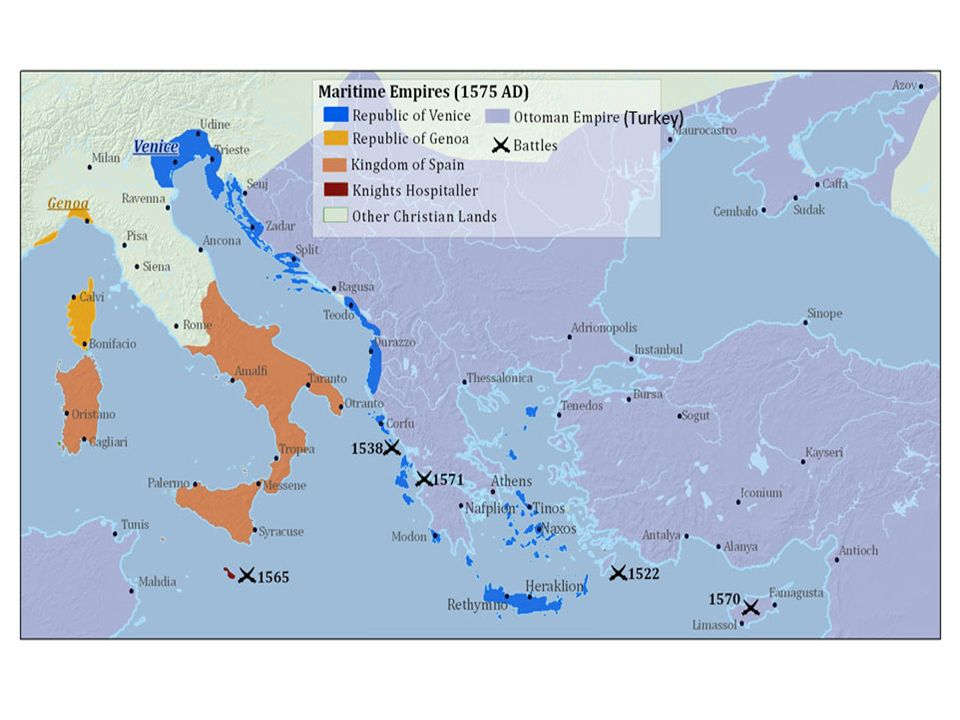 Maritime Empires (1575 AD)
Republic of Venice
Republic of Genoa
Kingdom of Spain
Knights Hospitaller
Other Christian Lands
Ottoman Empire (Turkey)
Battles
Azov
Maurocastro
Caffa
Sudak
Cembalo
Udine
Venice
Trieste
Milan
Senj
Genoa
Ravenna
Zadar
Pisa
Ancona
Split
Siena
Ragusa
Calvi
Teodo
Rome
Sinope
Adrionopolis
Bonifacio
Durazzo
Instanbul
Amalfi
Taranto
Thessalonica
Bursa
Otranto
Tenedos
Sogut
Oristano
Corfu
Cagliari
Tropea
1538
Kayseri
Palermo
Messene
1571
Athens
Iconium
Nafplion
Tinos
Tunis
Syracuse
Modon
Naxos
Antalya
Alanya
Antioch
Mahdia
1565
1522
Heraklion
Rethymno
1570
Famagusta
Limassol